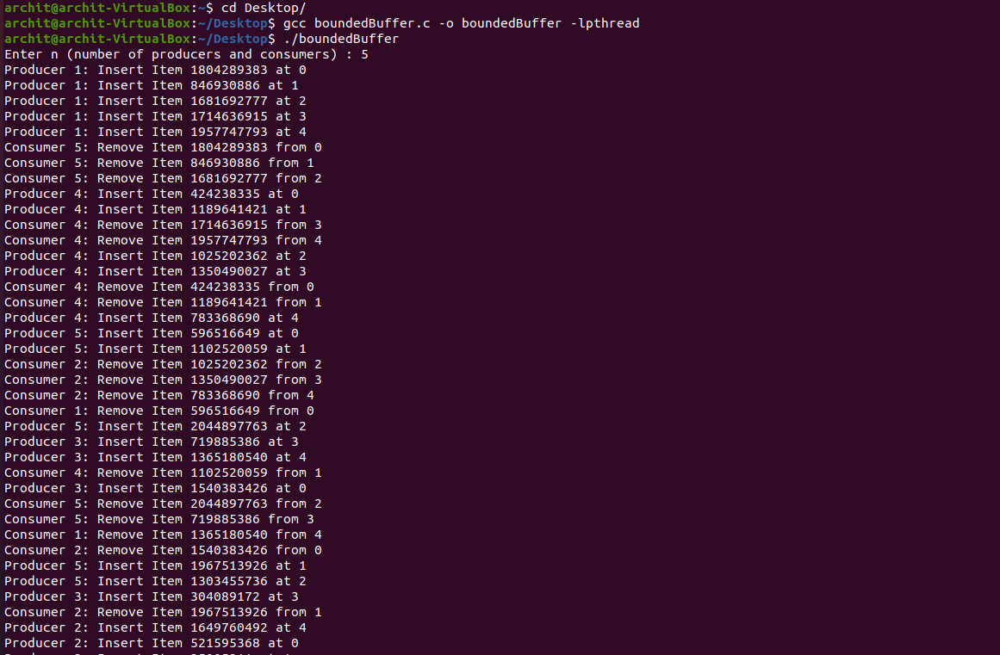 archit@archit-VirtualBox:~$ cd Desktop/
archit@archit-VirtualBox:~/Desktop$ gcc boundedBuffer.c -o boundedBuffer -lpthread
archit@archit-VirtualBox:~/Desktop$ ./boundedBuffer
Enter n (number of producers and consumers) : 5
Producer 1: Insert Item 1804289383 at 0
Producer 1: Insert Item 846930886 at 1
Producer 1: Insert Item 1681692777 at 2
Producer 1: Insert Item 1714636915 at 3
Producer 1: Insert Item 1957747793 at 4
Consumer 5: Remove Item 1804289383 from 0
Consumer 5: Remove Item 846930886 from 1
Consumer 5: Remove Item 1681692777 from 2
Producer 4: Insert Item 424238335 at 0
Producer 4: Insert Item 1189641421 at 1
Consumer 4: Remove Item 1714636915 from 3
Consumer 4: Remove Item 1957747793 from 4
Producer 4: Insert Item 1025202362 at 2
Producer 4: Insert Item 1350490027 at 3
Consumer 4: Remove Item 424238335 from 0
Consumer 4: Remove Item 1189641421 from 1
Producer 4: Insert Item 783368690 at 4
Producer 5: Insert Item 596516649 at 0
Producer 5: Insert Item 1102520059 at 1
Consumer 2: Remove Item 1025202362 from 2
Consumer 2: Remove Item 1350490027 from 3
Consumer 2: Remove Item 783368690 from 4
Consumer 1: Remove Item 596516649 from 0
Producer 5: Insert Item 2044897763 at 2
Producer 3: Insert Item 719885386 at 3
Producer 3: Insert Item 1365180540 at 4
Consumer 4: Remove Item 1102520059 from 1
Producer 3: Insert Item 1540383426 at 0
Consumer 5: Remove Item 2044897763 from 2
Consumer 5: Remove Item 719885386 from 3
Consumer 1: Remove Item 1365180540 from 4
Consumer 2: Remove Item 1540383426 from 0
Producer 5: Insert Item 1967513926 at 1
Producer 5: Insert Item 1303455736 at 2
Producer 3: Insert Item 304089172 at 3
Consumer 2: Remove Item 1967513926 from 1
Producer 2: Insert Item 1649760492 at 4
Producer 2: Insert Item 521595368 at 0